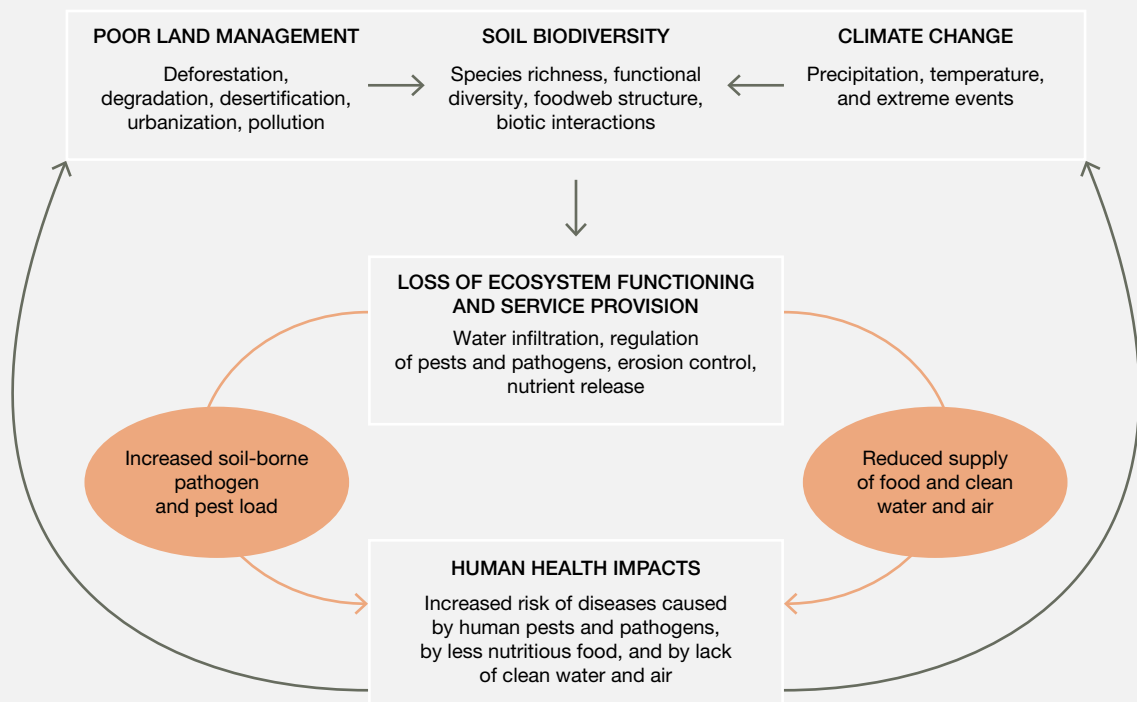 POOR LAND MANAGEMENT
Deforestation,
degradation, desertification,
urbanization, pollution
SOIL BIODIVERSITY
Species richness, functional
diversity, foodweb structure,
biotic interactions
CLIMATE CHANGE
Precipitation, temperature,
and extreme events
LOSS OF ECOSYSTEM FUNCTIONING
AND SERVICE PROVISION
Water infiltration, regulation
of pests and pathogens, erosion control,
nutrient release
Increased soil-borne
pathogen
and pest load
Reduced supply
of food and clean
water and air
HUMAN HEALTH IMPACTS
Increased risk of diseases caused
by human pests and pathogens,
by less nutritious food, and by lack
of clean water and air